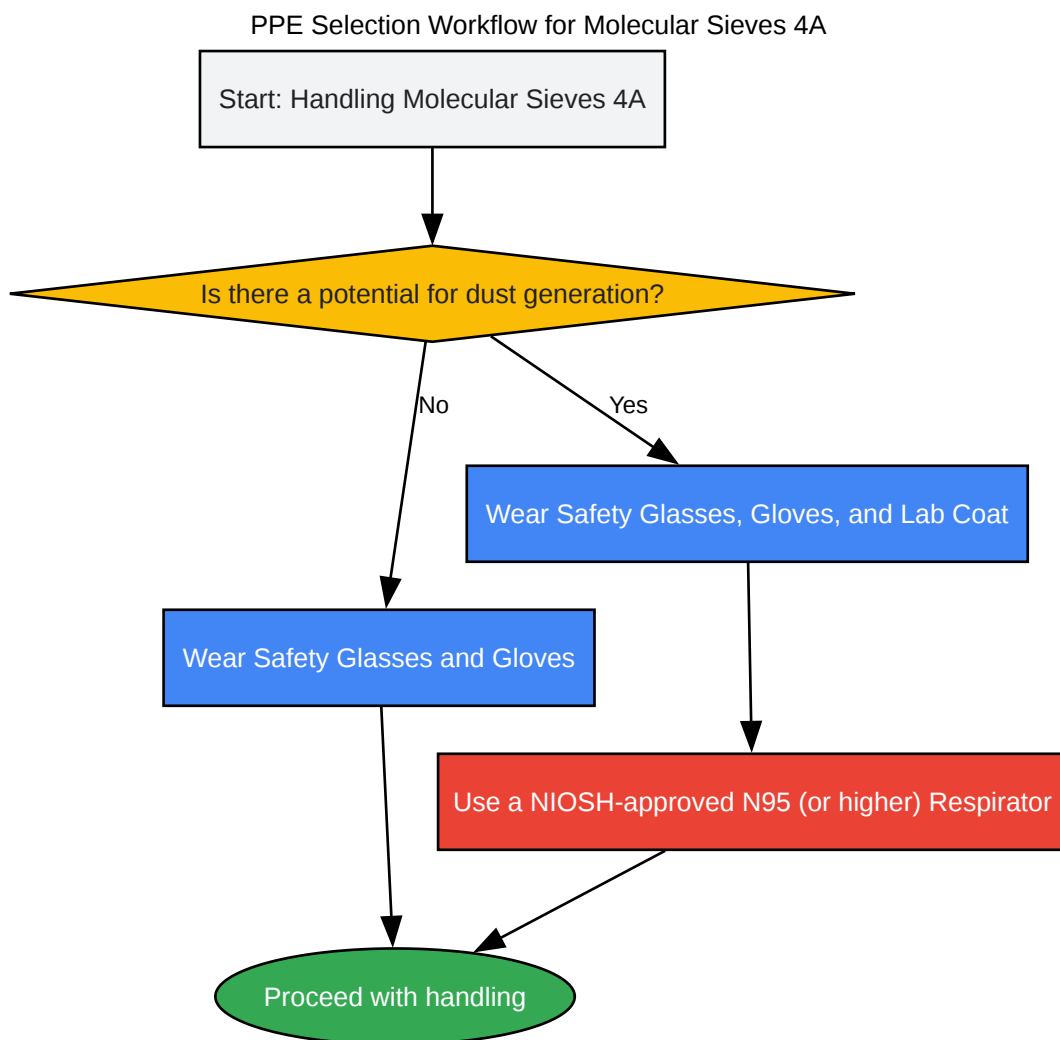 PPE Selection Workflow for Molecular Sieves 4A
Start: Handling Molecular Sieves 4A
Is there a potential for dust generation?
No
Yes
Wear Safety Glasses, Gloves, and Lab Coat
Wear Safety Glasses and Gloves
Use a NIOSH-approved N95 (or higher) Respirator
Proceed with handling